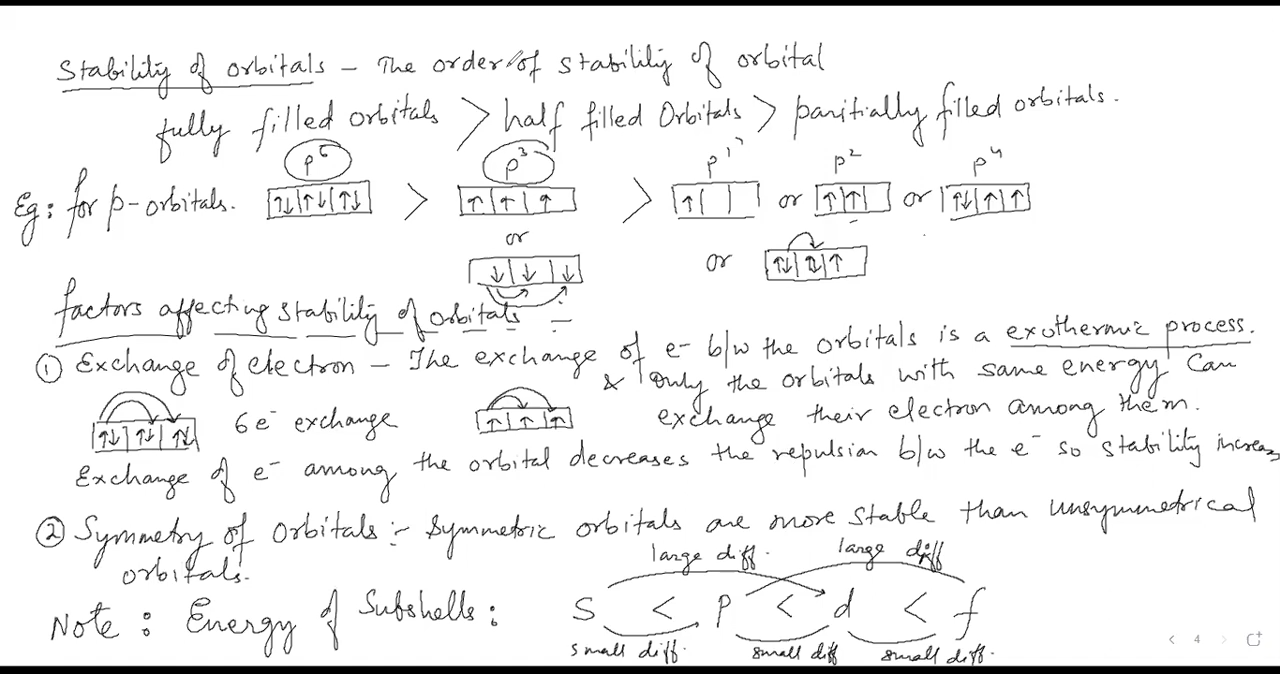 Stability of orbitals – The order of stability of orbital
fully filled orbitals > half filled Orbitals > paritially filled orbitals.
p⁶ p³ p¹ p² p⁴
Eg: for p-orbitals. ↑↓ ↑↓ ↑↓ > ↑ ↑ ↑ > ↑ or ↑ ↑ or ↑↓ ↑ ↑
or
↓ ↓ ↓ or ↑↓ ↑↓ ↑
factors affecting stability of orbitals :-
① Exchange of electron – The exchange of e⁻ b/w the orbitals is a exothermic process.
& Only the orbitals with same energy Can
↑↓ ↑↓ ↑↓ 6e⁻ exchange ↑ ↑ ↑ exchange their electron among them.
Exchange of e⁻ among the orbital decreases the repulsion b/w the e⁻ so stability increas
② Symmetry of orbitals :- Symmetric orbitals are more stable than unsymmetrical
orbitals.
large diff. large diff
Note : Energy of Subshells : S < P < d < f
small diff. small diff small diff.
< 4 >